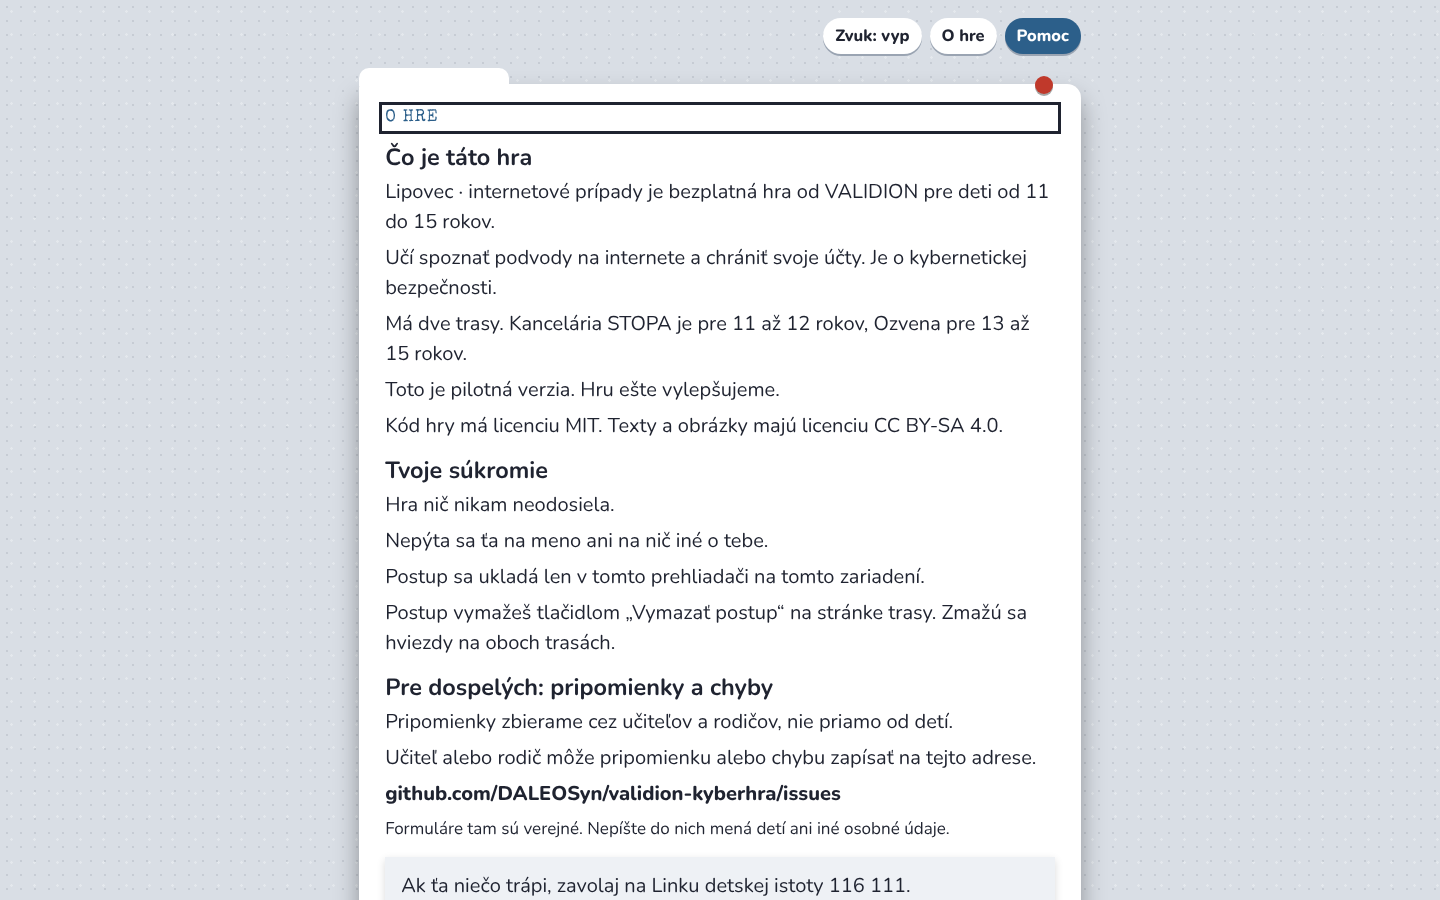 Zvuk: vyp
O hre
Pomoc
O HRE
Čo je táto hra
Lipovec · internetové prípady je bezplatná hra od VALIDION pre deti od 11
do 15 rokov.
Učí spoznať podvody na internete a chrániť svoje účty. Je o kybernetickej
bezpečnosti.
Má dve trasy. Kancelária STOPA je pre 11 až 12 rokov, Ozvena pre 13 až
15 rokov.
Toto je pilotná verzia. Hru ešte vylepšujeme.
Kód hry má licenciu MIT. Texty a obrázky majú licenciu CC BY-SA 4.0.
Tvoje súkromie
Hra nič nikam neodosiela.
Nepýta sa ťa na meno ani na nič iné o tebe.
Postup sa ukladá len v tomto prehliadači na tomto zariadení.
Postup vymažeš tlačidlom „Vymazať postup“ na stránke trasy. Zmažú sa
hviezdy na oboch trasách.
Pre dospelých: pripomienky a chyby
Pripomienky zbierame cez učiteľov a rodičov, nie priamo od detí.
Učiteľ alebo rodič môže pripomienku alebo chybu zapísať na tejto adrese.
github.com/DALEOSyn/validion-kyberhra/issues
Formuláre tam sú verejné. Nepíšte do nich mená detí ani iné osobné údaje.
Ak ťa niečo trápi, zavolaj na Linku detskej istoty 116 111.